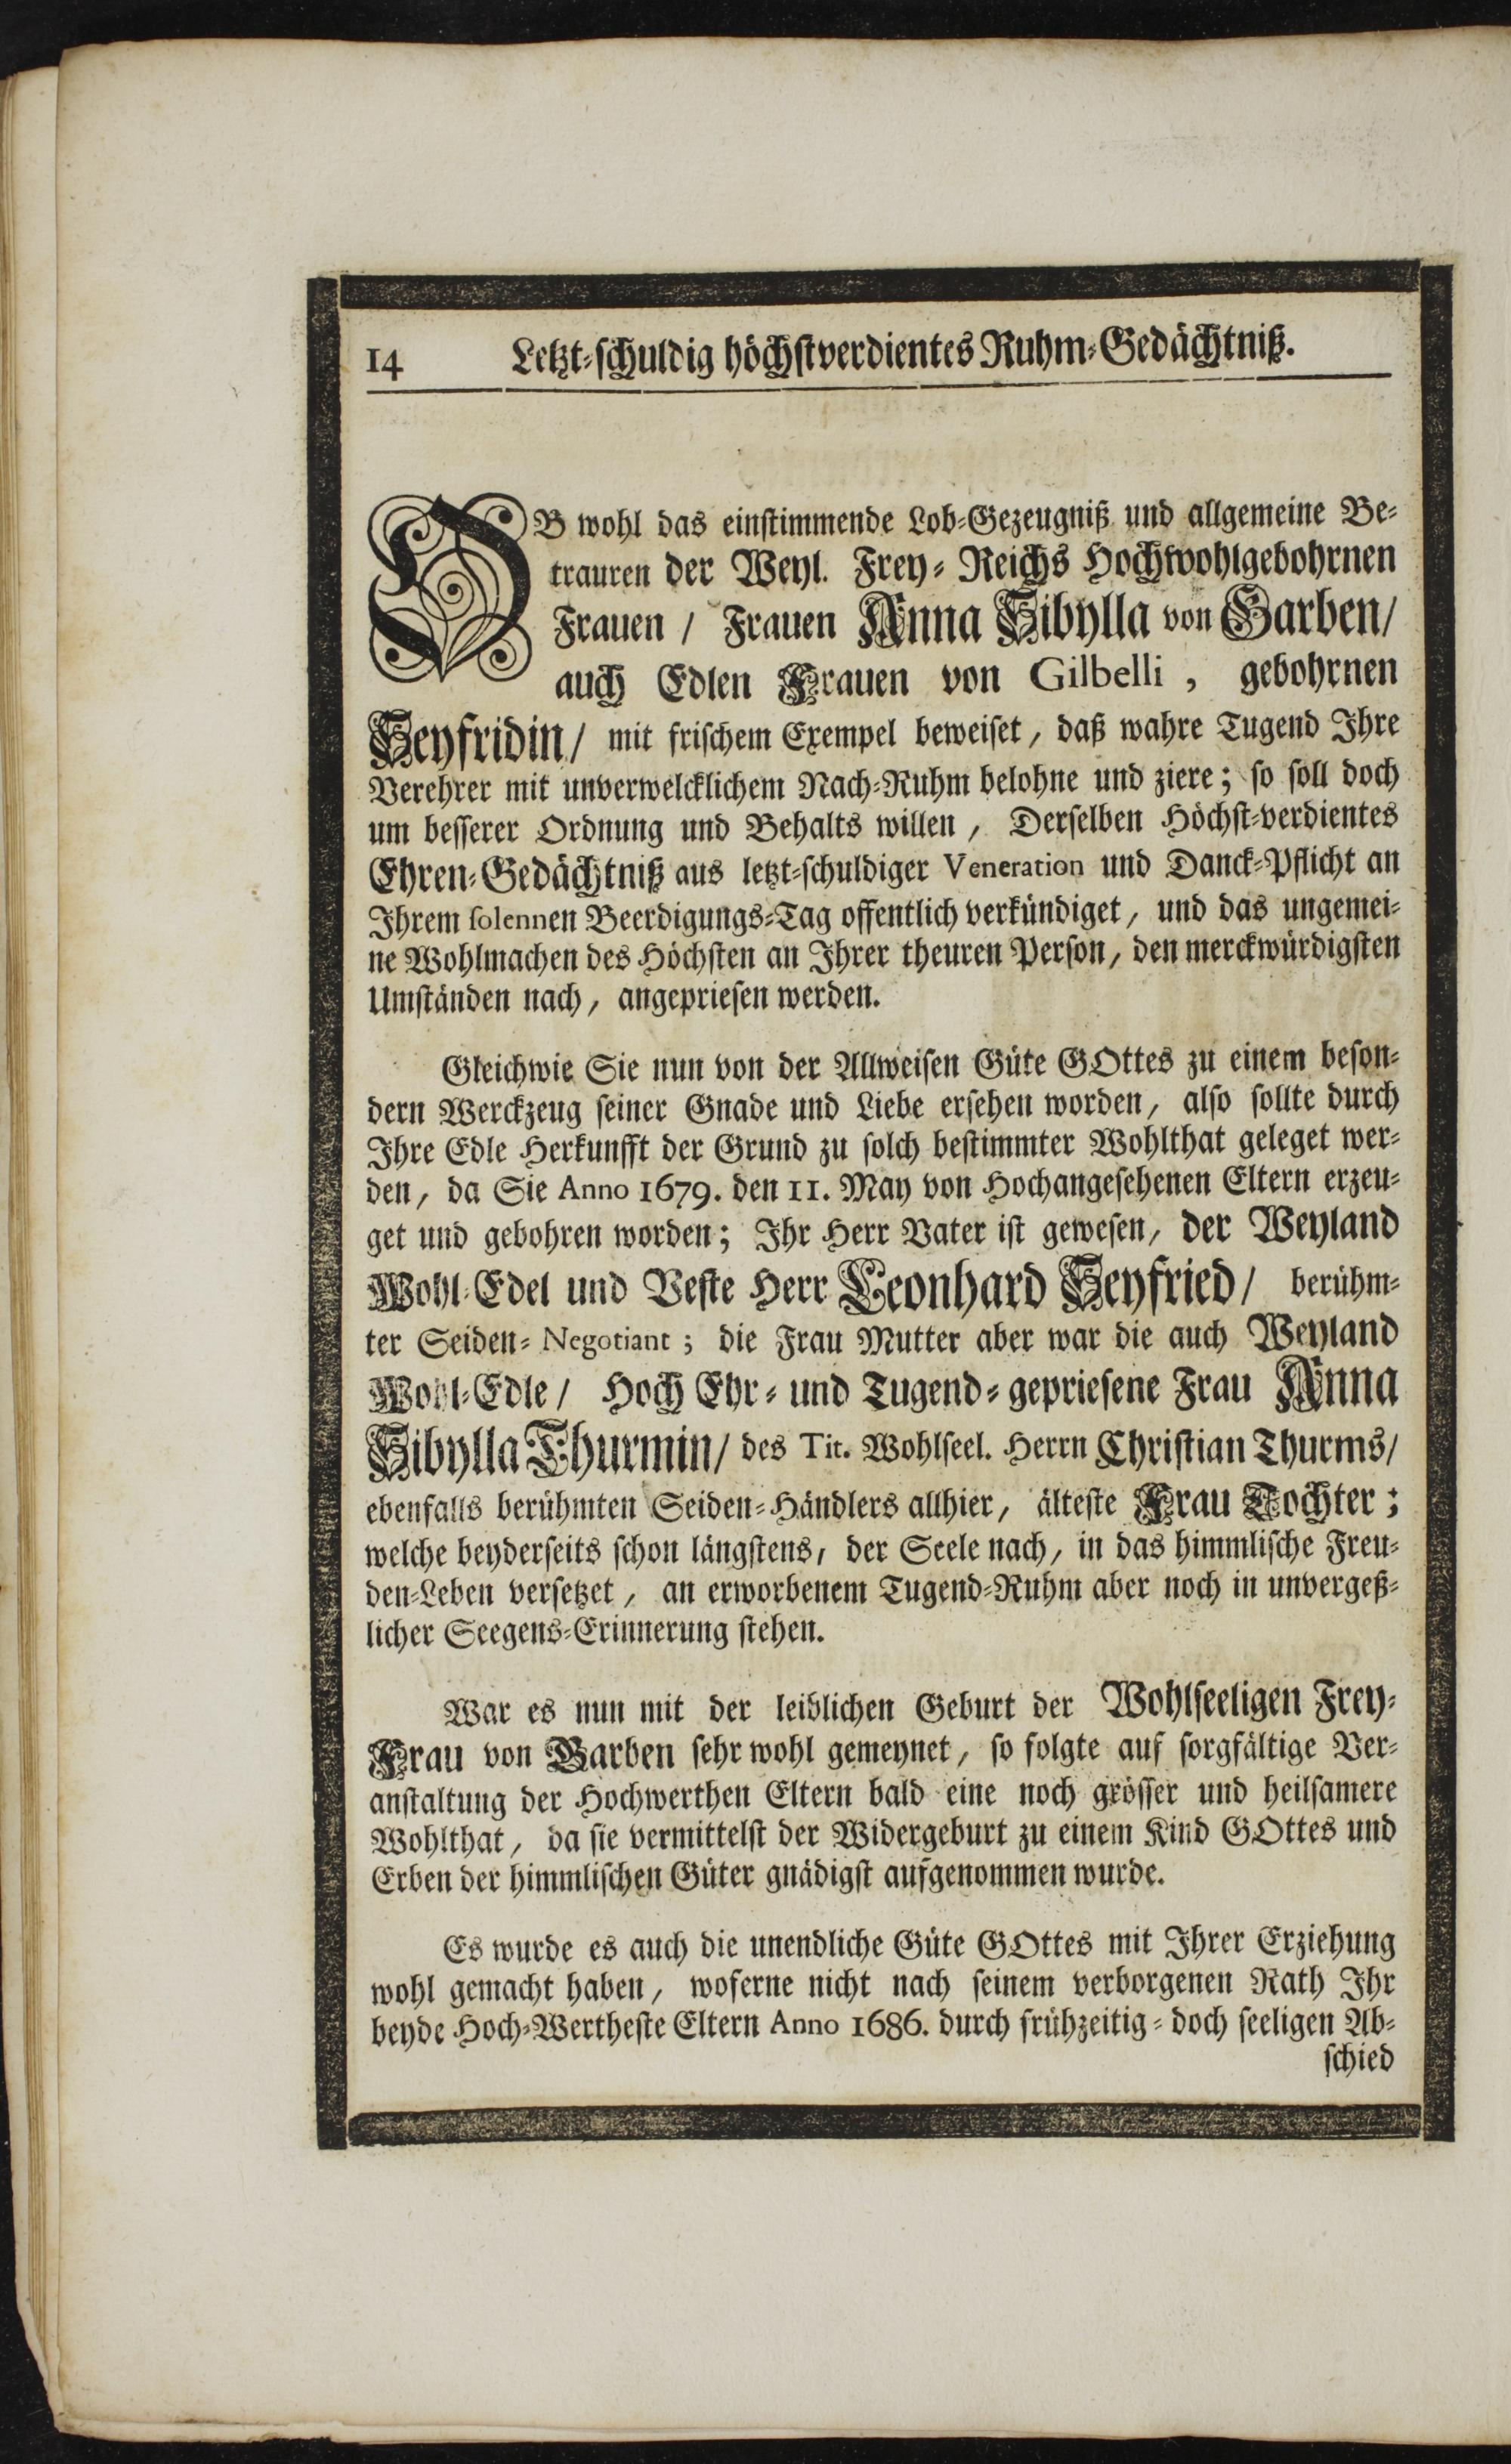 14 Letzt-schuldig höchstverdientes Ruhm-Gedächtniß.
OB wohl das einstimmende Lob-Gezeugniß und allgemeine Be-
trauren der Weyl. Frey-Reichs Hochwohlgebohrnen
Frauen / Frauen Anna Sibylla von Garben/
auch Edlen Frauen von Gilbelli, gebohrnen
Seyfridin/ mit frischem Exempel beweiset, daß wahre Tugend Ihre
Verehrer mit unverwelcklichem Nach-Ruhm belohne und ziere; so soll doch
um besserer Ordnung und Behalts willen, Derselben Höchst-verdientes
Ehren-Gedächtniß aus letzt-schuldiger Veneration und Danck-Pflicht an
Ihrem solennen Beerdigungs-Tag offentlich verkündiget, und das ungemei-
ne Wohlmachen des Höchsten an Ihrer theuren Person, den merckwürdigsten
Umständen nach, angepriesen werden.
Gleichwie Sie nun von der Allweisen Güte GOttes zu einem beson-
dern Werckzeug seiner Gnade und Liebe ersehen worden, also sollte durch
Ihre Edle Herkunfft der Grund zu solch bestimmter Wohlthat geleget wer-
den, da Sie Anno 1679. den 11. May von Hochangesehenen Eltern erzeu-
get und gebohren worden; Ihr Herr Vater ist gewesen, der Weyland
Wohl-Edel und Veste Herr Leonhard Seyfried/ berühm-
ter Seiden-Negotiant; die Frau Mutter aber war die auch Weyland
Wohl-Edle/ Hoch Ehr- und Tugend-gepriesene Frau Anna
Sibylla Thurmin/ des Tit. Wohlseel. Herrn Christian Thurms/
ebenfalls berühmten Seiden-Händlers allhier, älteste Frau Tochter;
welche beyderseits schon längstens, der Seele nach, in das himmlische Freu-
den-Leben versetzet, an erworbenem Tugend-Ruhm aber noch in unvergeß-
licher Seegens-Erinnerung stehen.
War es nun mit der leiblichen Geburt der Wohlseeligen Frey-
Frau von Garben sehr wohl gemeynet, so folgte auf sorgfältige Ver-
anstaltung der Hochwerthen Eltern bald eine noch grösser und heilsamere
Wohlthat, da sie vermittelst der Widergeburt zu einem Kind GOttes und
Erben der himmlischen Güter gnädigst aufgenommen wurde.
Es wurde es auch die unendliche Güte GOttes mit Ihrer Erziehung
wohl gemacht haben, woferne nicht nach seinem verborgenen Rath Ihr
beyde Hoch-Wertheste Eltern Anno 1686. durch frühzeitig-doch seeligen Ab-
schied